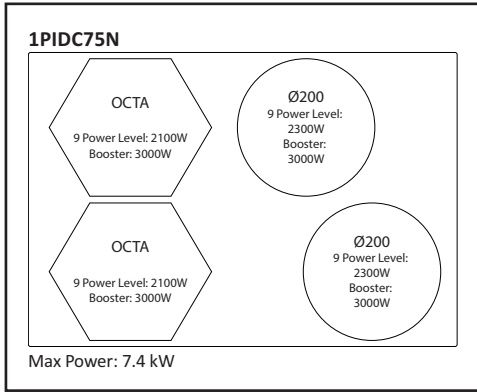 1PIDC75N
OCTA
9 Power Level: 2100W
Booster: 3000W
Ø200
9 Power Level:
2300W
Booster:
3000W
OCTA
9 Power Level: 2100W
Booster: 3000W
Ø200
9 Power Level:
2300W
Booster:
3000W
Max Power: 7.4 kW